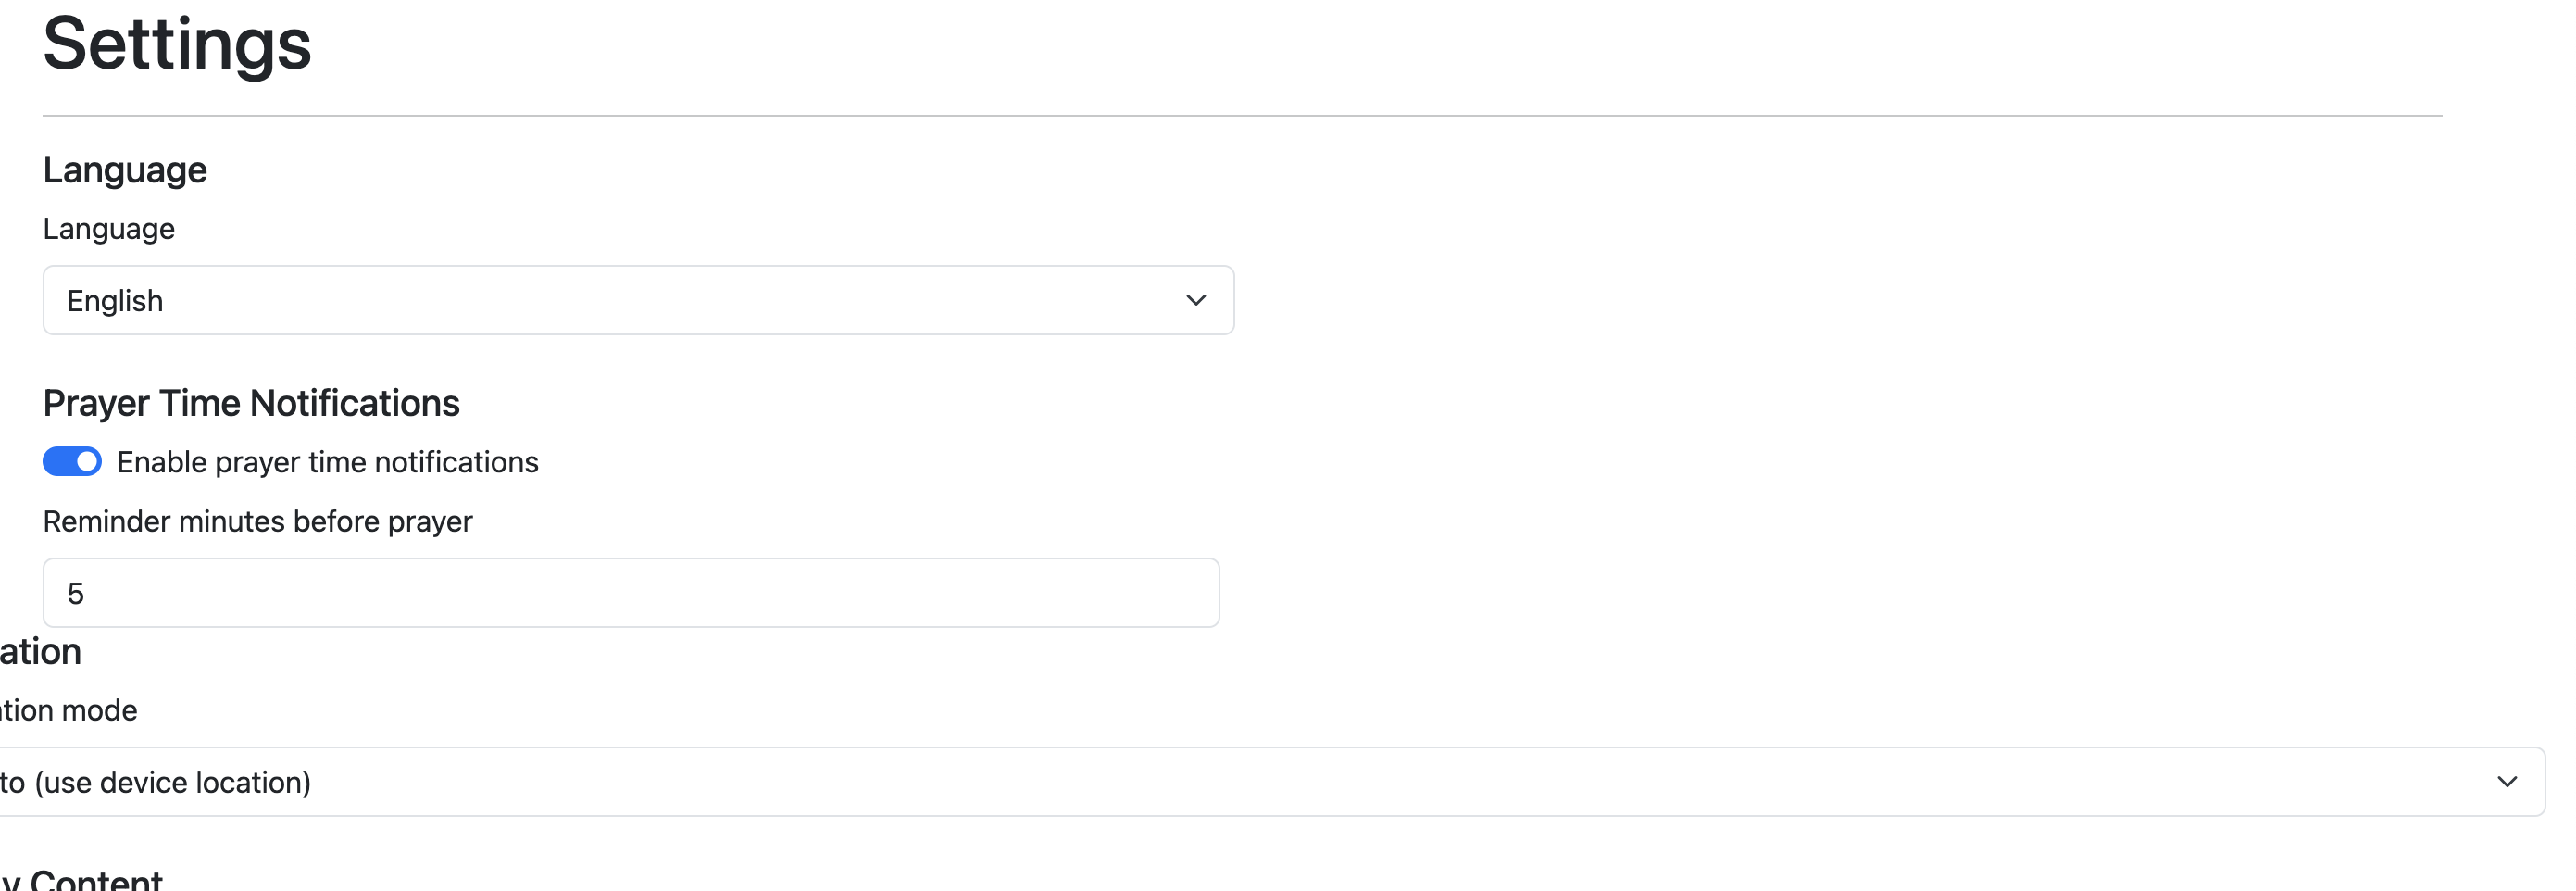 Settings
Language
Language
English
Prayer Time Notifications
Enable prayer time notifications
Reminder minutes before prayer
5
ation
tion mode
to (use device location)
y Content